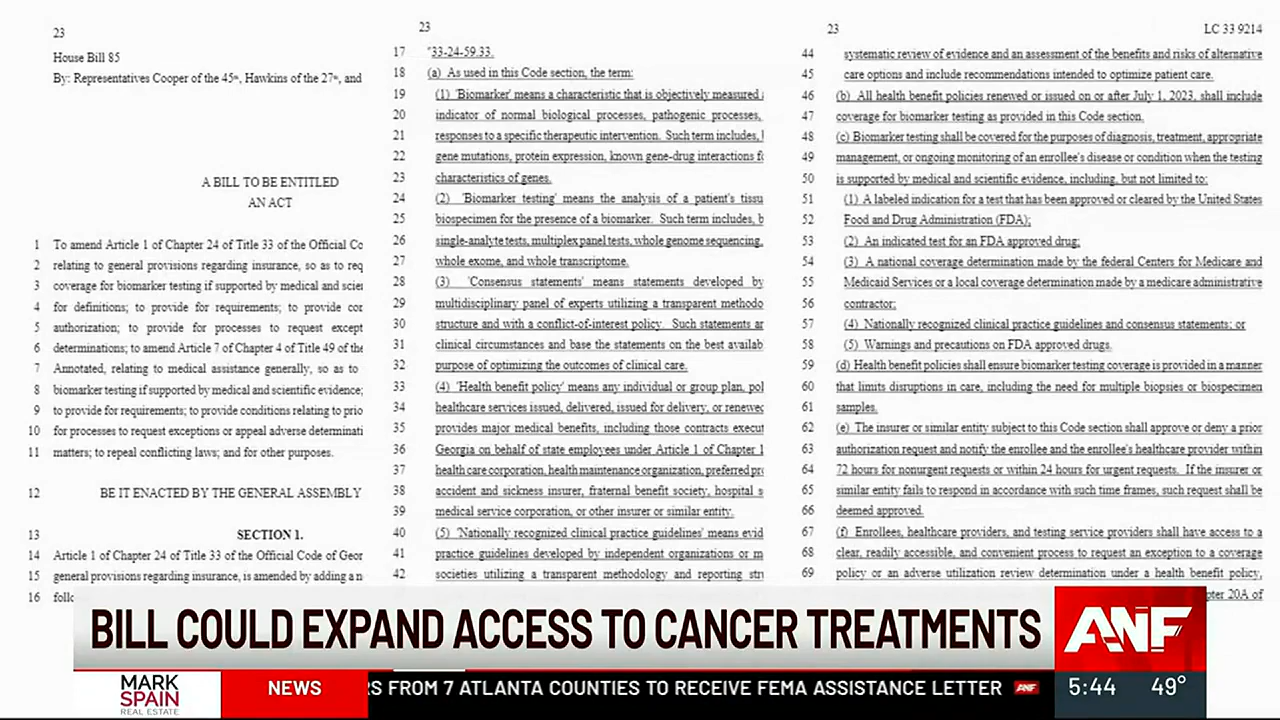 23
House Bill 85
By: Representatives Cooper of the 45th, Hawkins of the 27th, and
A BILL TO BE ENTITLED
AN ACT
1 To amend Article 1 of Chapter 24 of Title 33 of the Official Co
2 relating to general provisions regarding insurance, so as to req
3 coverage for biomarker testing if supported by medical and scie
4 for definitions; to provide for requirements; to provide co
5 authorization; to provide for processes to request except
6 determinations; to amend Article 7 of Chapter 4 of Title 49 of the
7 Annotated, relating to medical assistance generally, so as to
8 biomarker testing if supported by medical and scientific evidence;
9 to provide for requirements; to provide conditions relating to prio
10 for processes to request exceptions or appeal adverse determinati
11 matters; to repeal conflicting laws; and for other purposes.
12 BE IT ENACTED BY THE GENERAL ASSEMBLY
13 SECTION 1.
14 Article 1 of Chapter 24 of Title 33 of the Official Code of Geor
15 general provisions regarding insurance, is amended by adding a n
16 follo
23
17 "33-24-59.33.
18 (a) As used in this Code section, the term:
19 (1) 'Biomarker' means a characteristic that is objectively measured
20 indicator of normal biological processes, pathogenic processes,
21 responses to a specific therapeutic intervention. Such term includes,
22 gene mutations, protein expression, known gene-drug interactions fo
23 characteristics of genes.
24 (2) 'Biomarker testing' means the analysis of a patient's tissu
25 biospecimen for the presence of a biomarker. Such term includes, b
26 single-analyte tests, multiplex panel tests, whole genome sequencing,
27 whole exome, and whole transcriptome.
28 (3) 'Consensus statements' means statements developed by
29 multidisciplinary panel of experts utilizing a transparent methodo
30 structure and with a conflict-of-interest policy. Such statements ar
31 clinical circumstances and base the statements on the best availab
32 purpose of optimizing the outcomes of clinical care.
33 (4) 'Health benefit policy' means any individual or group plan, pol
34 healthcare services issued, delivered, issued for delivery, or renewed
35 provides major medical benefits, including those contracts execut
36 Georgia on behalf of state employees under Article 1 of Chapter 1
37 health care corporation, health maintenance organization, preferred pro
38 accident and sickness insurer, fraternal benefit society, hospital s
39 medical service corporation, or other insurer or similar entity.
40 (5) 'Nationally recognized clinical practice guidelines' means evid
41 practice guidelines developed by independent organizations or m
42 societies utilizing a transparent methodology and reporting stru
23 LC 33 9214
44 systematic review of evidence and an assessment of the benefits and risks of alternative
45 care options and include recommendations intended to optimize patient care.
46 (b) All health benefit policies renewed or issued on or after July 1, 2023, shall include
47 coverage for biomarker testing as provided in this Code section.
48 (c) Biomarker testing shall be covered for the purposes of diagnosis, treatment, appropriate
49 management, or ongoing monitoring of an enrollee's disease or condition when the testing
50 is supported by medical and scientific evidence, including, but not limited to:
51 (1) A labeled indication for a test that has been approved or cleared by the United States
52 Food and Drug Administration (FDA);
53 (2) An indicated test for an FDA approved drug;
54 (3) A national coverage determination made by the federal Centers for Medicare and
55 Medicaid Services or a local coverage determination made by a medicare administrative
56 contractor;
57 (4) Nationally recognized clinical practice guidelines and consensus statements; or
58 (5) Warnings and precautions on FDA approved drugs.
59 (d) Health benefit policies shall ensure biomarker testing coverage is provided in a manner
60 that limits disruptions in care, including the need for multiple biopsies or biospecimen
61 samples.
62 (e) The insurer or similar entity subject to this Code section shall approve or deny a prior
63 authorization request and notify the enrollee and the enrollee's healthcare provider within
64 72 hours for nonurgent requests or within 24 hours for urgent requests. If the insurer or
65 similar entity fails to respond in accordance with such time frames, such request shall be
66 deemed approved.
67 (f) Enrollees, healthcare providers, and testing service providers shall have access to a
68 clear, readily accessible, and convenient process to request an exception to a coverage
69 policy or an adverse utilization review determination under a health benefit policy,
pter 20A of
BILL COULD EXPAND ACCESS TO CANCER TREATMENTS
ANF
MARK
SPAIN
REAL ESTATE
NEWS
RS FROM 7 ATLANTA COUNTIES TO RECEIVE FEMA ASSISTANCE LETTER ANF
5:44 49°